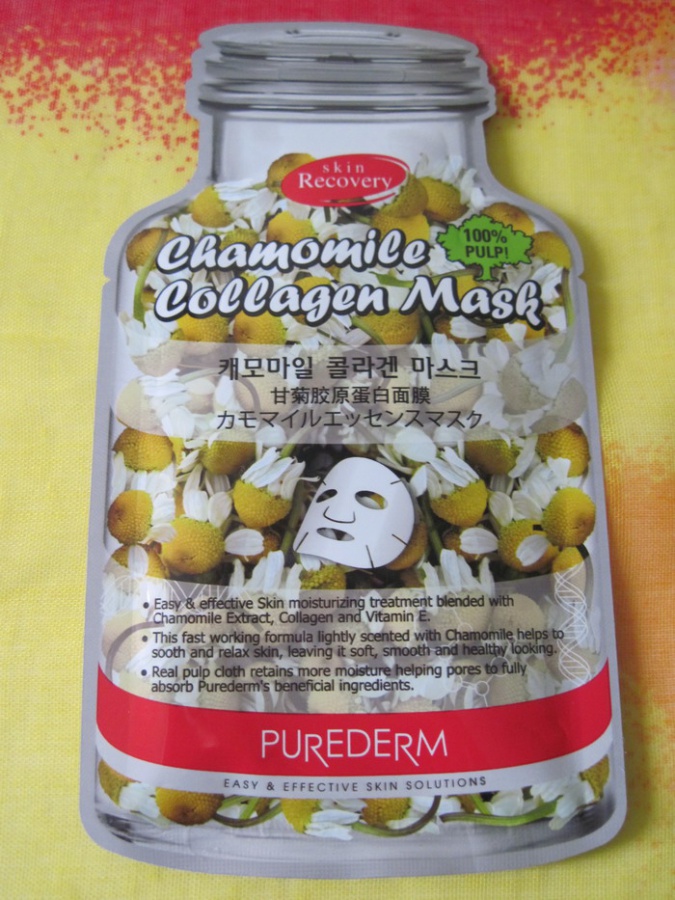 skin
Recovery
Chamomile
100%
PULP!
Collagen Mask
캐모마일 콜라겐 마스크
甘菊胶原蛋白面膜
カモマイルエッセンスマスク
• Easy & effective Skin moisturizing treatment blended with
Chamomile Extract, Collagen and Vitamin E.
• This fast working formula lightly scented with Chamomile helps to
sooth and relax skin, leaving it soft, smooth and healthy looking.
• Real pulp cloth retains more moisture helping pores to fully
absorb Purederm's beneficial ingredients.
PUREDERM
EASY & EFFECTIVE SKIN SOLUTIONS